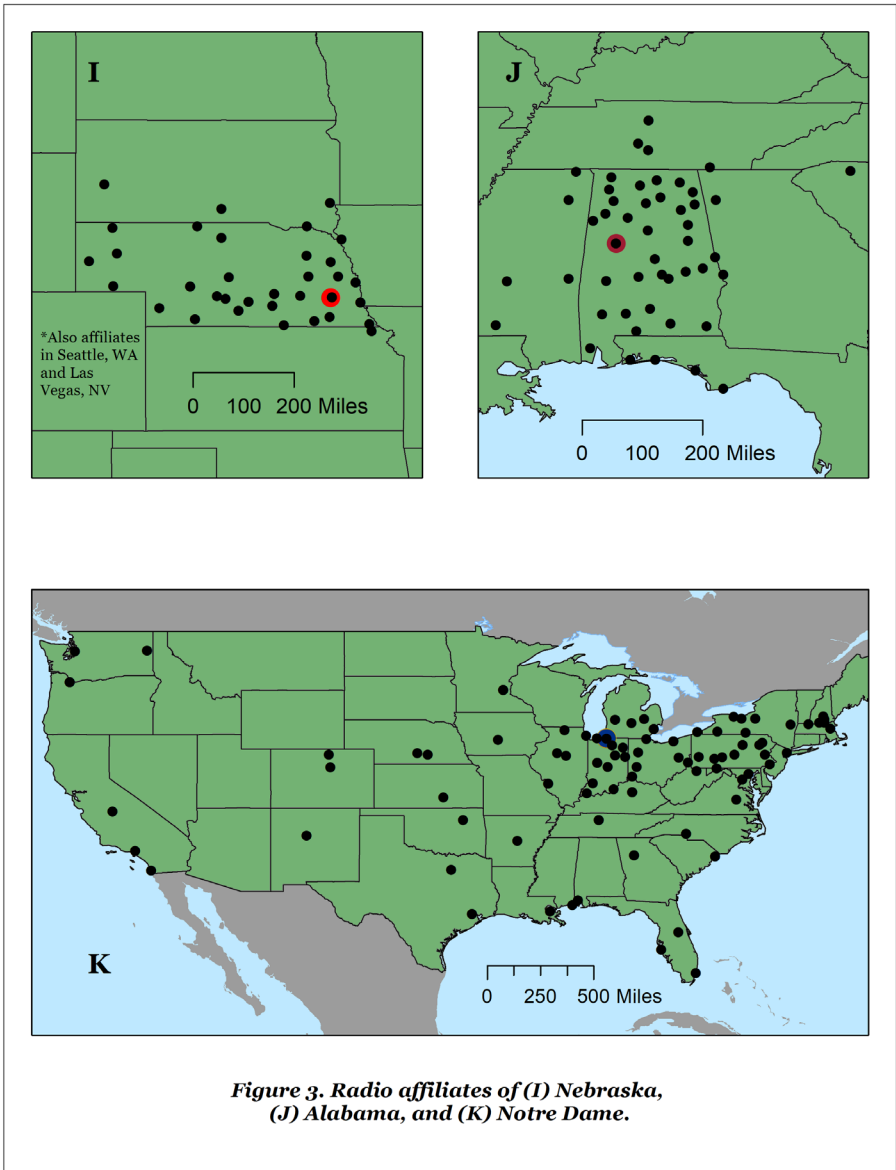 I
*Also affiliates
in Seattle, WA
and Las
Vegas, NV
0 100 200 Miles
J
0 100 200 Miles
K
0 250 500 Miles
Figure 3. Radio affiliates of (I) Nebraska,
(J) Alabama, and (K) Notre Dame.